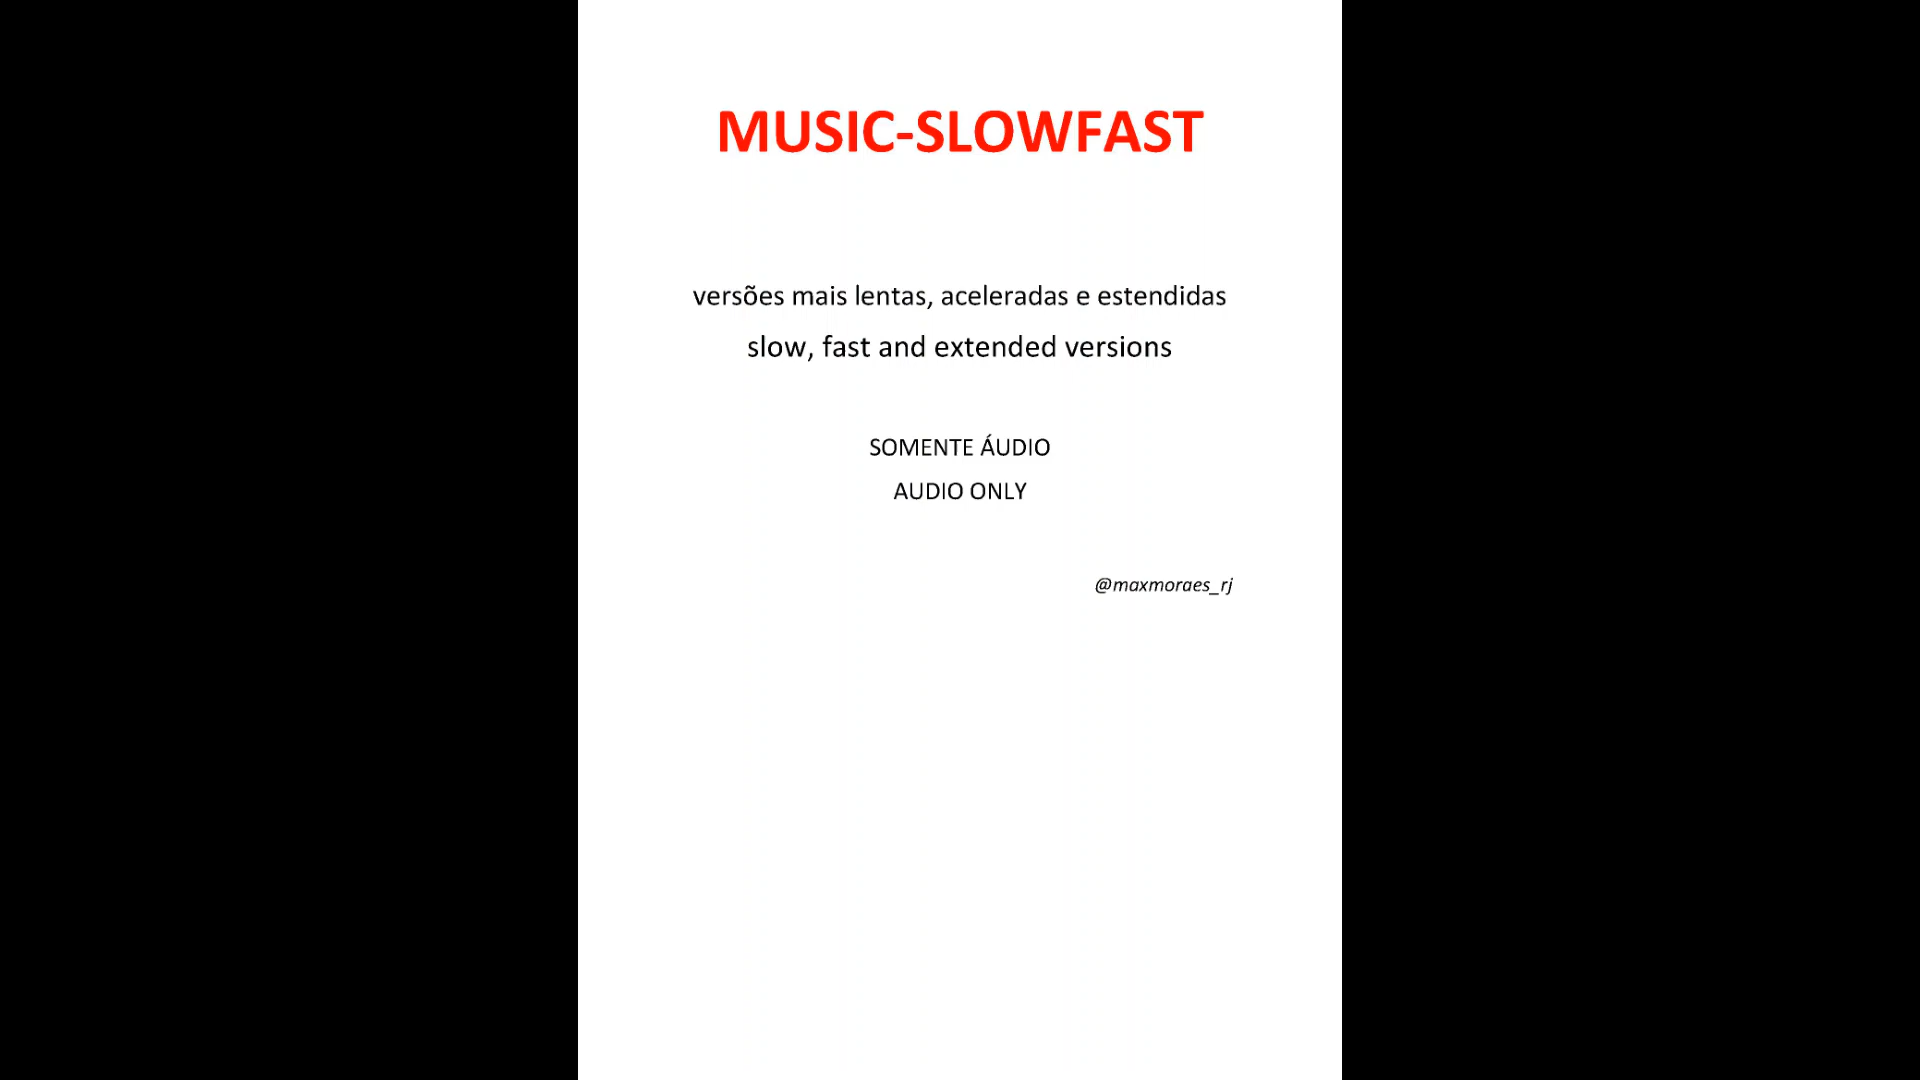 MUSIC-SLOWFAST
versões mais lentas, aceleradas e estendidas
slow, fast and extended versions
SOMENTE ÁUDIO
AUDIO ONLY
@maxmoraes_rj